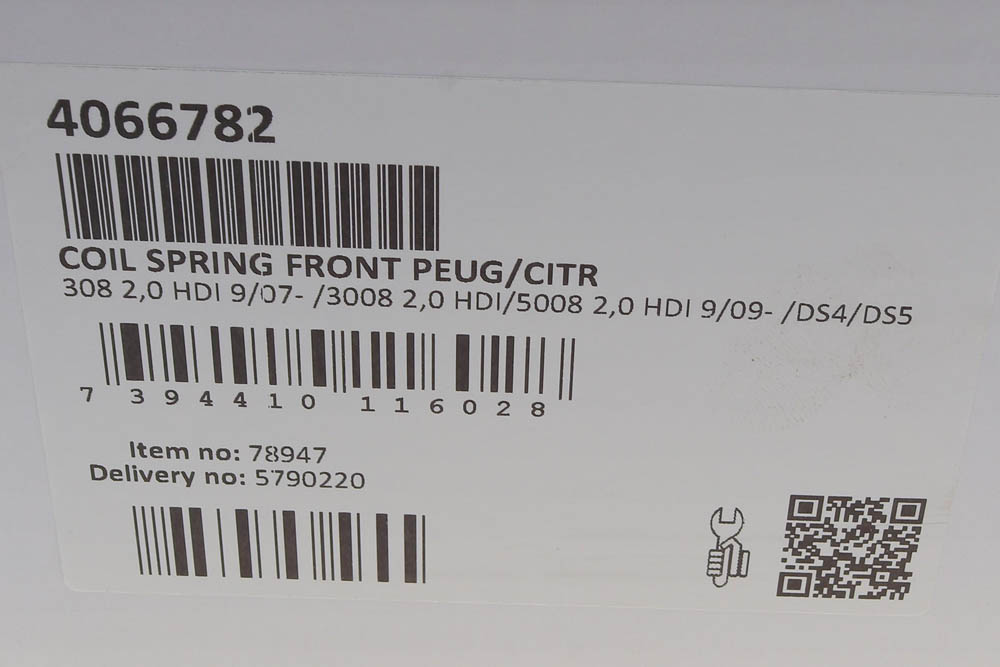 4066782
COIL SPRING FRONT PEUG/CITR
308 2,0 HDI 9/07- /3008 2,0 HDI/5008 2,0 HDI 9/09- /DS4/DS5
7 394410 116028
Item no: 78947
Delivery no: 5790220